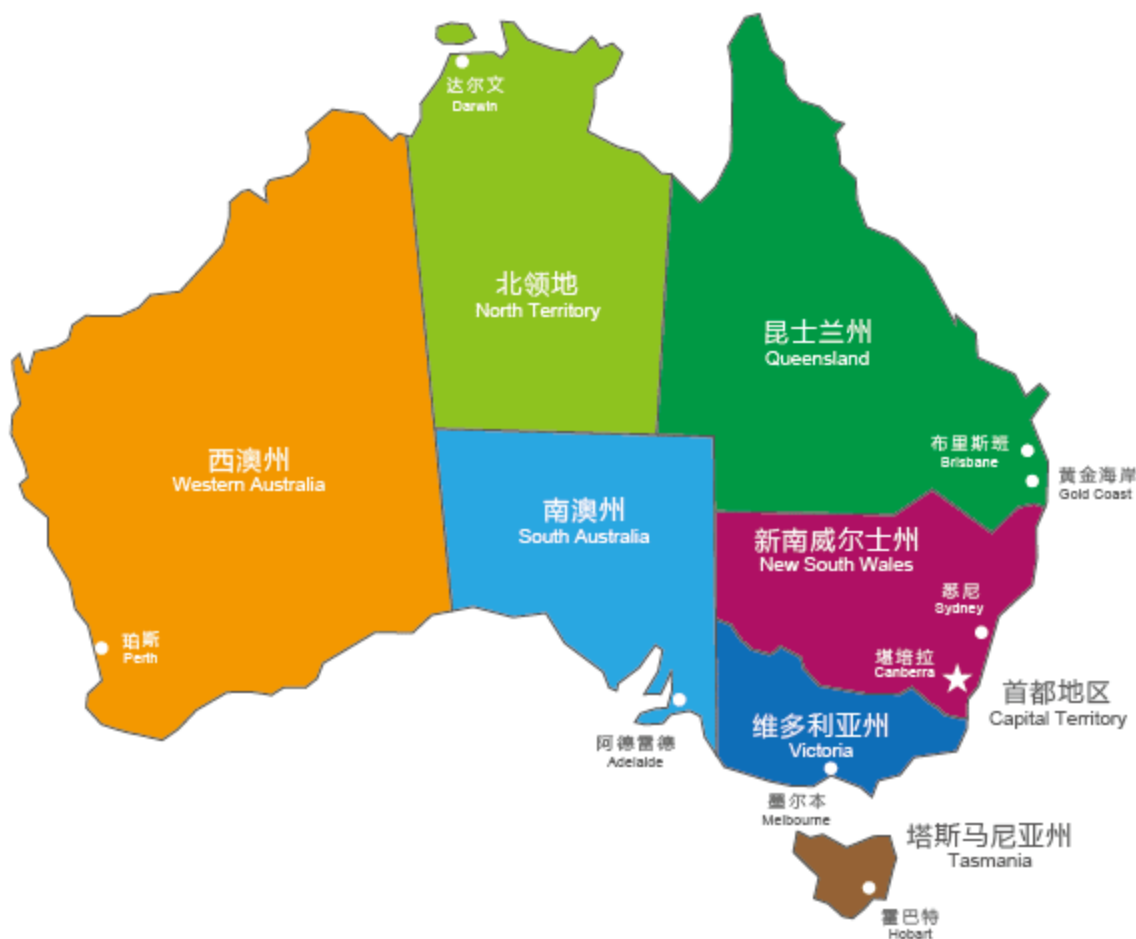 达尔文
Darwin
北领地
North Territory
昆士兰州
Queensland
西澳州
Western Australia
布里斯班
Brisbane
黄金海岸
Gold Coast
南澳州
South Australia
新南威尔士州
New South Wales
悉尼
Sydney
珀斯
Perth
堪培拉
Canberra
首都地区
Capital Territory
维多利亚州
Victoria
阿德雷德
Adelaide
墨尔本
Melbourne
塔斯马尼亚州
Tasmania
霍巴特
Hobart